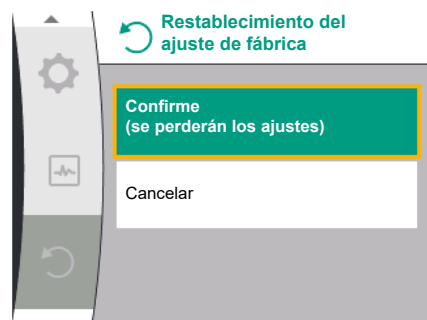 Restablecimiento del
ajuste de fábrica
Confirme
(se perderán los ajustes)
Cancelar